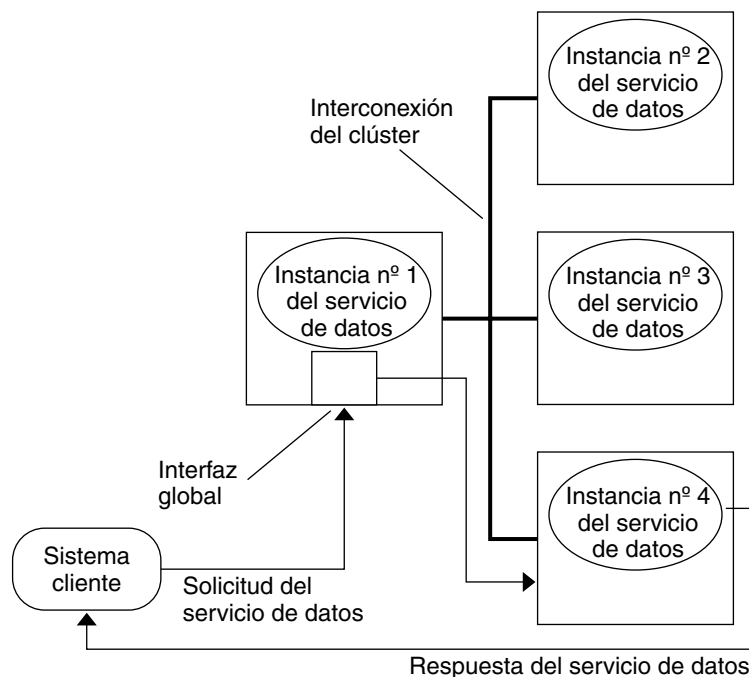 Instancia nº 2
del servicio
de datos
Interconexión
del clúster
Instancia nº 1
del servicio
de datos
Instancia nº 3
del servicio
de datos
Interfaz
global
Instancia nº 4
del servicio
de datos
Sistema
cliente
Solicitud del
servicio de datos
Respuesta del servicio de datos